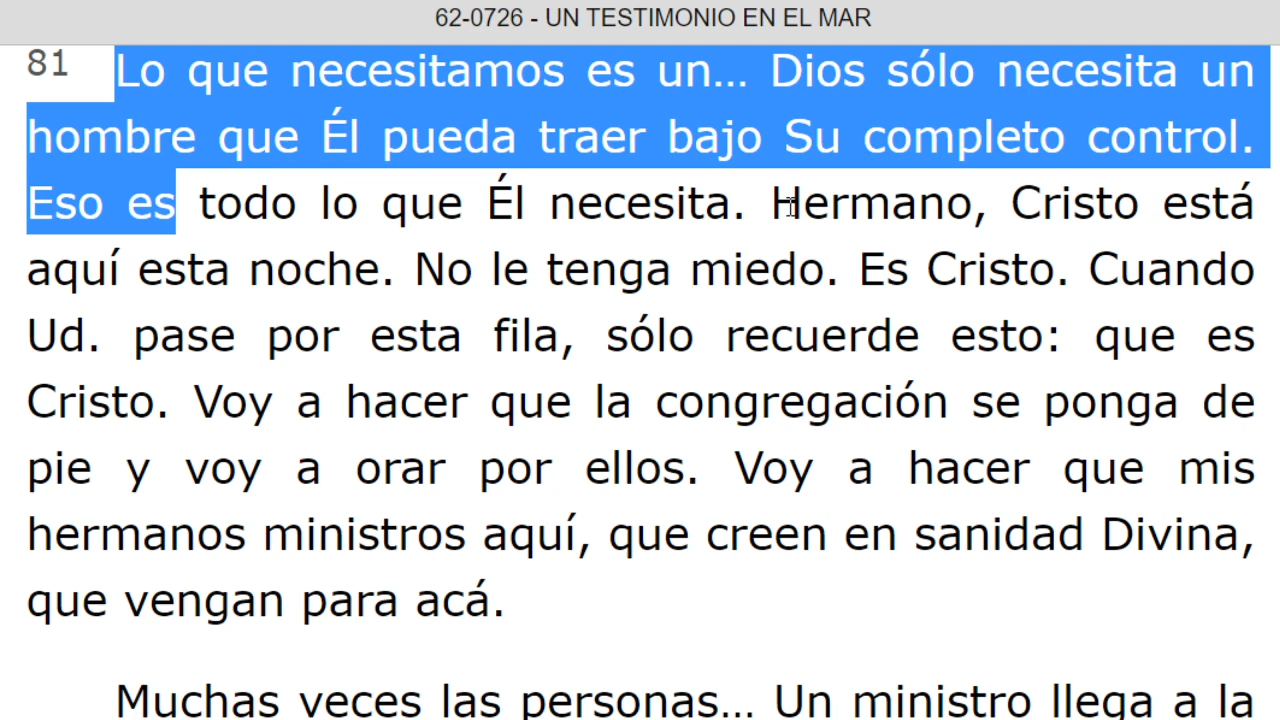 62-0726 - UN TESTIMONIO EN EL MAR
81 Lo que necesitamos es un... Dios sólo necesita un
hombre que Él pueda traer bajo Su completo control.
Eso es todo lo que Él necesita. Hermano, Cristo está
aquí esta noche. No le tenga miedo. Es Cristo. Cuando
Ud. pase por esta fila, sólo recuerde esto: que es
Cristo. Voy a hacer que la congregación se ponga de
pie y voy a orar por ellos. Voy a hacer que mis
hermanos ministros aquí, que creen en sanidad Divina,
que vengan para acá.
Muchas veces las personas... Un ministro llega a la